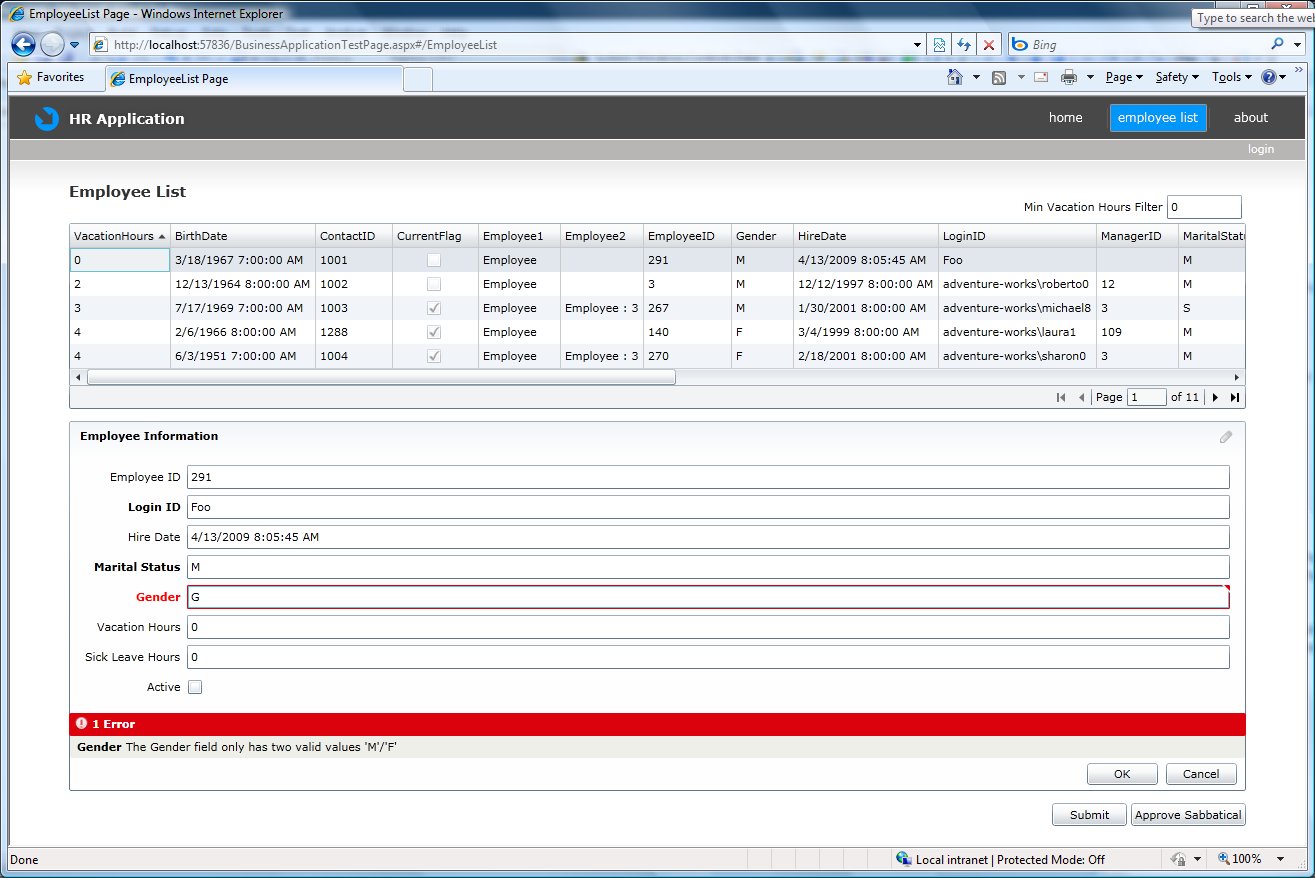 EmployeeList Page - Windows Internet Explorer
Type to search the we
http://localhost:57836/BusinessApplicationTestPage.aspx#/EmployeeList
Bing
Favorites EmployeeList Page Page Safety Tools
HR Application home employee list about
login
Employee List
Min Vacation Hours Filter 0
VacationHours BirthDate ContactID CurrentFlag Employee1 Employee2 EmployeeID Gender HireDate LoginID ManagerID MaritalStatu
0 3/18/1967 7:00:00 AM 1001 Employee 291 M 4/13/2009 8:05:45 AM Foo M
2 12/13/1964 8:00:00 AM 1002 Employee 3 M 12/12/1997 8:00:00 AM adventure-works\roberto0 12 M
3 7/17/1969 7:00:00 AM 1003 Employee Employee : 3 267 M 1/30/2001 8:00:00 AM adventure-works\michael8 3 S
4 2/6/1966 8:00:00 AM 1288 Employee 140 F 3/4/1999 8:00:00 AM adventure-works\laura1 109 M
4 6/3/1951 7:00:00 AM 1004 Employee Employee : 3 270 F 2/18/2001 8:00:00 AM adventure-works\sharon0 3 M
Page 1 of 11
Employee Information
Employee ID 291
Login ID Foo
Hire Date 4/13/2009 8:05:45 AM
Marital Status M
Gender G
Vacation Hours 0
Sick Leave Hours 0
Active
1 Error
Gender The Gender field only has two valid values 'M'/'F'
OK Cancel
Submit Approve Sabbatical
Done Local intranet | Protected Mode: Off 100%